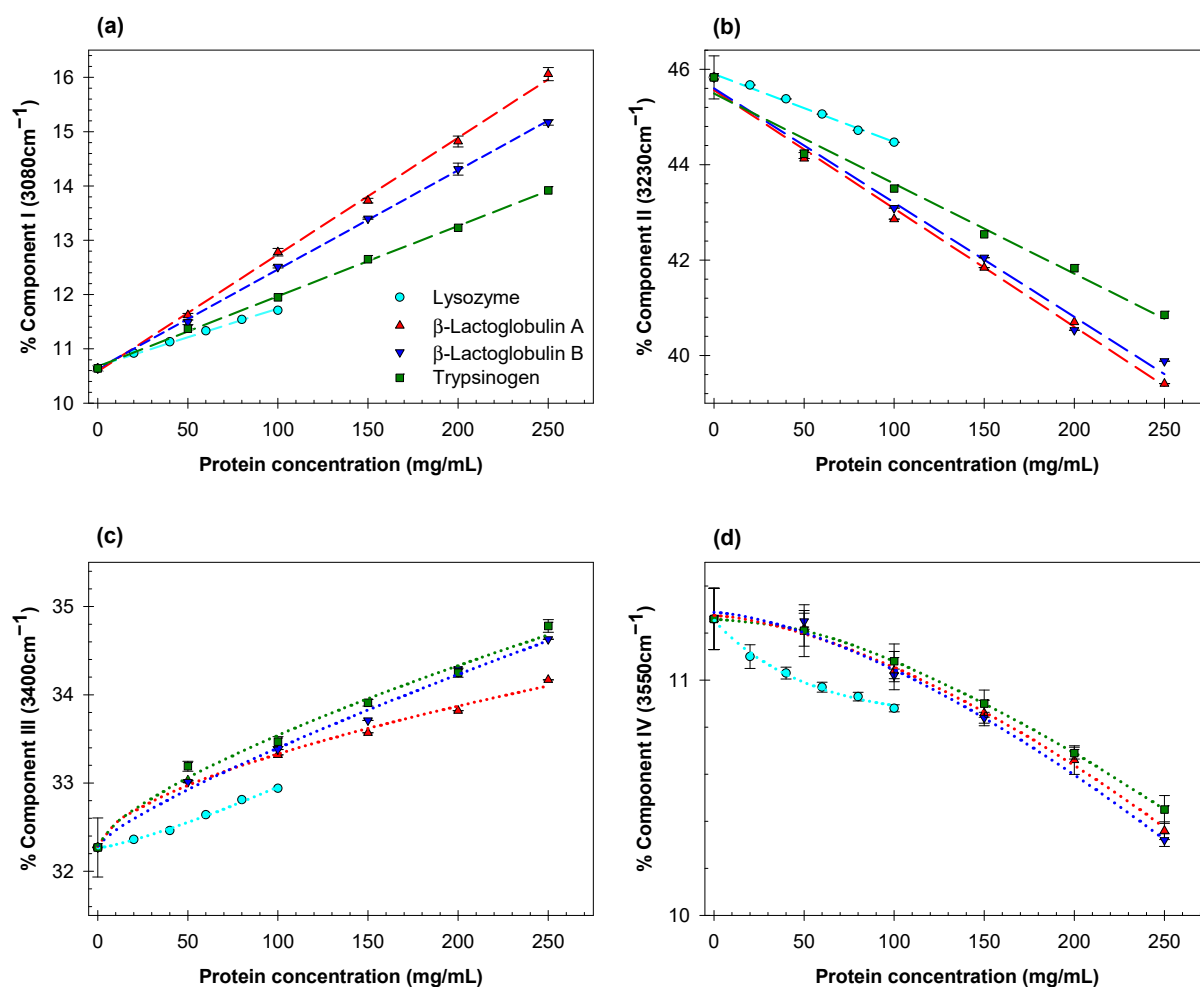 (a)
% Component I (3080cm⁻¹)
16
15
14
13
12
11
10
Lysozyme
β-Lactoglobulin A
β-Lactoglobulin B
Trypsinogen
0 50 100 150 200 250
Protein concentration (mg/mL)
(b)
% Component II (3230cm⁻¹)
46
44
42
40
0 50 100 150 200 250
Protein concentration (mg/mL)
(c)
% Component III (3400cm⁻¹)
35
34
33
32
0 50 100 150 200 250
Protein concentration (mg/mL)
(d)
% Component IV (3550cm⁻¹)
11
10
0 50 100 150 200 250
Protein concentration (mg/mL)